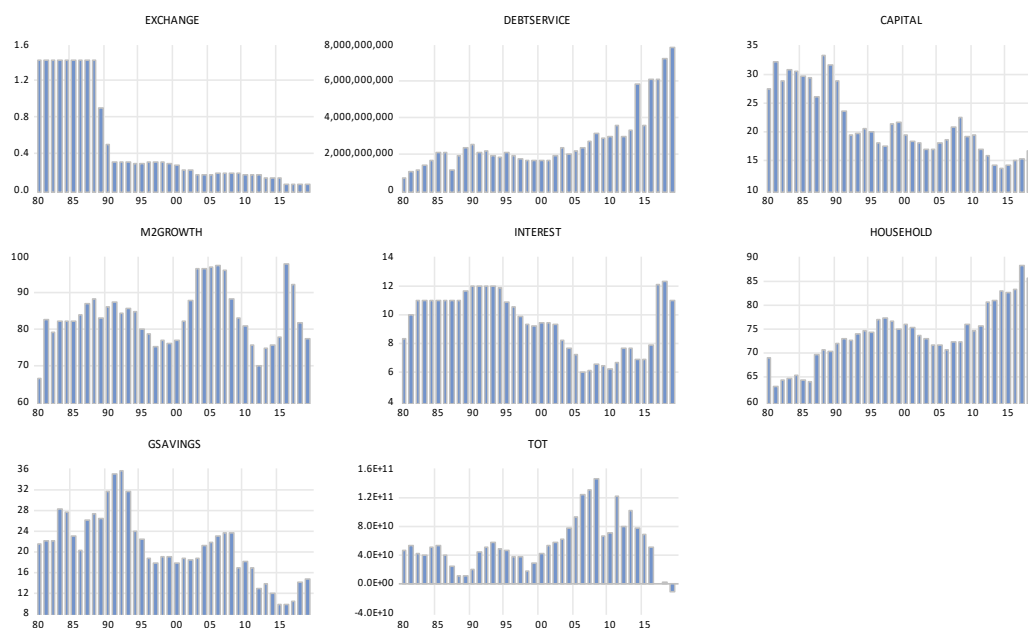 EXCHANGE
1.6
1.2
0.8
0.4
0.0
80 85 90 95 00 05 10 15
DEBTSERVICE
8,000,000,000
6,000,000,000
4,000,000,000
2,000,000,000
0
80 85 90 95 00 05 10 15
CAPITAL
35
30
25
20
15
10
80 85 90 95 00 05 10 15
M2GROWTH
100
90
80
70
60
80 85 90 95 00 05 10 15
INTEREST
14
12
10
8
6
4
80 85 90 95 00 05 10 15
HOUSEHOLD
90
85
80
75
70
65
60
80 85 90 95 00 05 10 15
GSAVINGS
36
32
28
24
20
16
12
8
80 85 90 95 00 05 10 15
TOT
1.6E+11
1.2E+11
8.0E+10
4.0E+10
0.0E+00
-4.0E+10
80 85 90 95 00 05 10 15